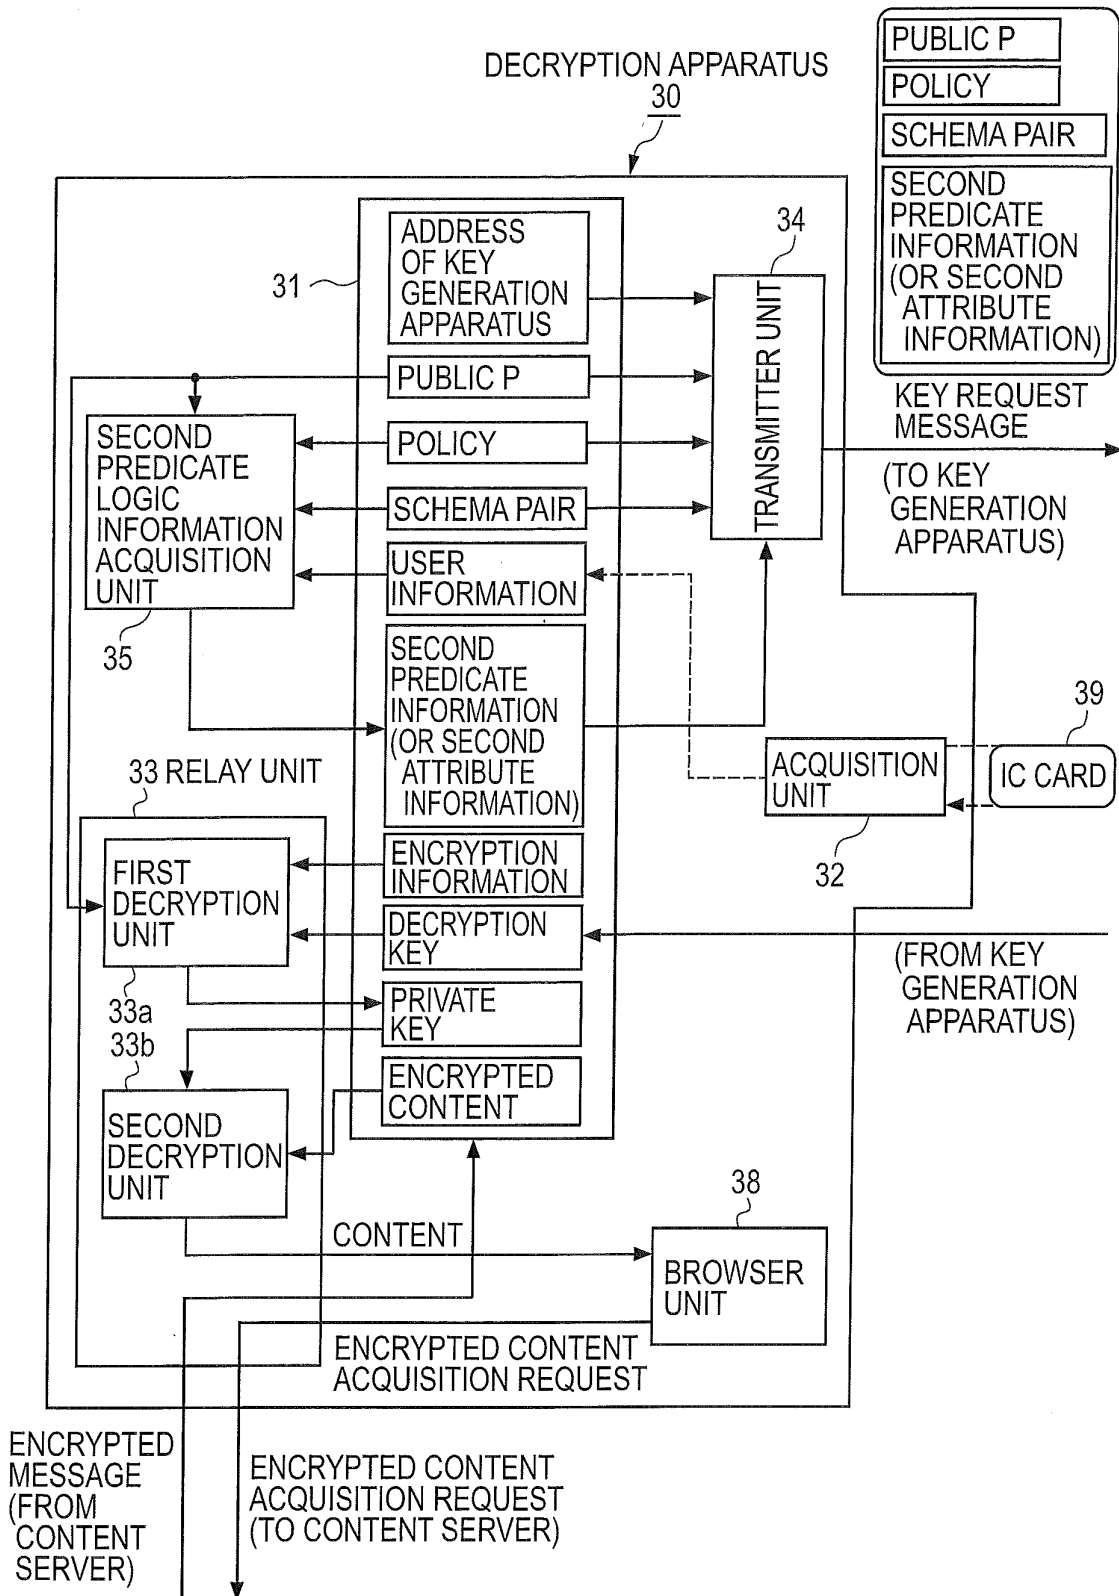 DECRYPTION APPARATUS
30
PUBLIC P
POLICY
SCHEMA PAIR
SECOND
PREDICATE
INFORMATION
(OR SECOND
ATTRIBUTE
INFORMATION)
KEY REQUEST
MESSAGE
(TO KEY
GENERATION
APPARATUS)
31
ADDRESS
OF KEY
GENERATION
APPARATUS
PUBLIC P
POLICY
SCHEMA PAIR
USER
INFORMATION
SECOND
PREDICATE
INFORMATION
(OR SECOND
ATTRIBUTE
INFORMATION)
ENCRYPTION
INFORMATION
DECRYPTION
KEY
PRIVATE
KEY
ENCRYPTED
CONTENT
34
TRANSMITTER UNIT
SECOND
PREDICATE
LOGIC
INFORMATION
ACQUISITION
UNIT
35
39
IC CARD
ACQUISITION
UNIT
32
33 RELAY UNIT
FIRST
DECRYPTION
UNIT
33a
33b
SECOND
DECRYPTION
UNIT
(FROM KEY
GENERATION
APPARATUS)
CONTENT
38
BROWSER
UNIT
ENCRYPTED CONTENT
ACQUISITION REQUEST
ENCRYPTED
MESSAGE
(FROM
CONTENT
SERVER)
ENCRYPTED CONTENT
ACQUISITION REQUEST
(TO CONTENT SERVER)